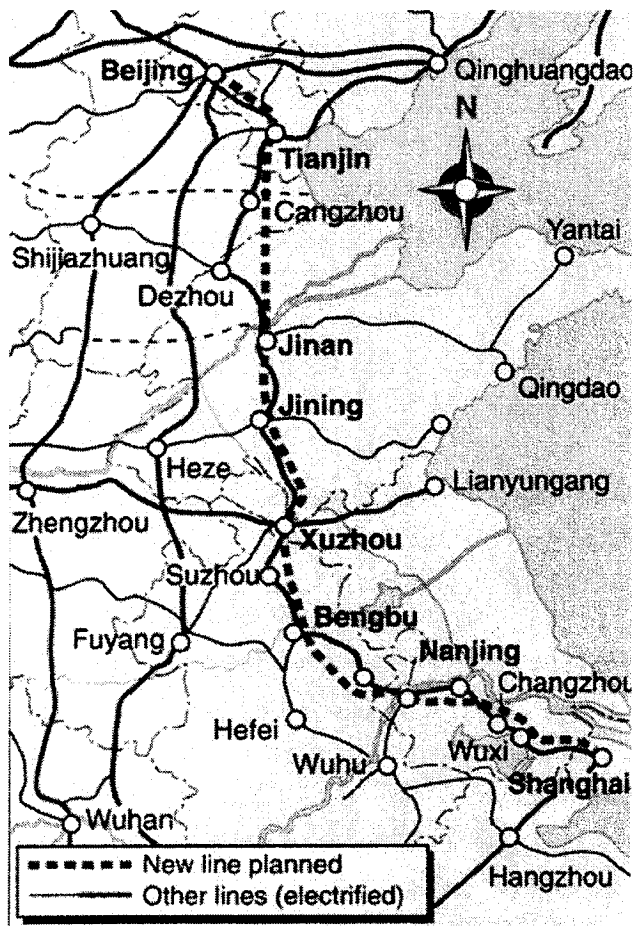 Beijing
Qinghuangdao
N
Tianjin
Cangzhou
Yantai
Shijiazhuang
Dezhou
Jinan
Qingdao
Jining
Heze
Lianyungang
Zhengzhou
Xuzhou
Suzhou
Bengbu
Fuyang
Nanjing
Changzhou
Hefei
Wuxi
Wuhu
Shanghai
Wuhan
New line planned
Other lines (electrified)
Hangzhou